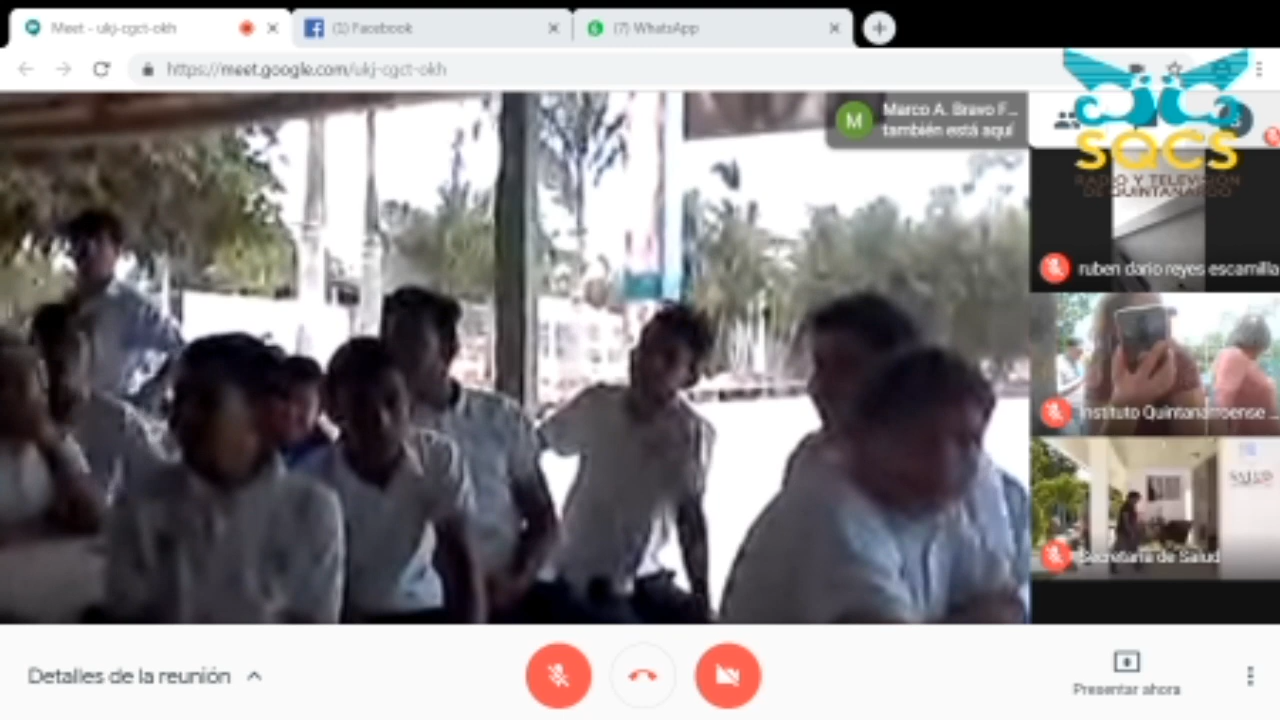 Meet - ukj-cgct-okh
(1) Facebook
(7) WhatsApp
https://meet.google.com/ukj-cgct-okh
Marco A. Bravo F...
también está aquí
M
SQCS
RADIO Y TELEVISIÓN
DE QUINTANA ROO
ruben dario reyes escamilla
Instituto Quintanarroense ...
SALUD
Secretaría de Salud
Detalles de la reunión
Presentar ahora